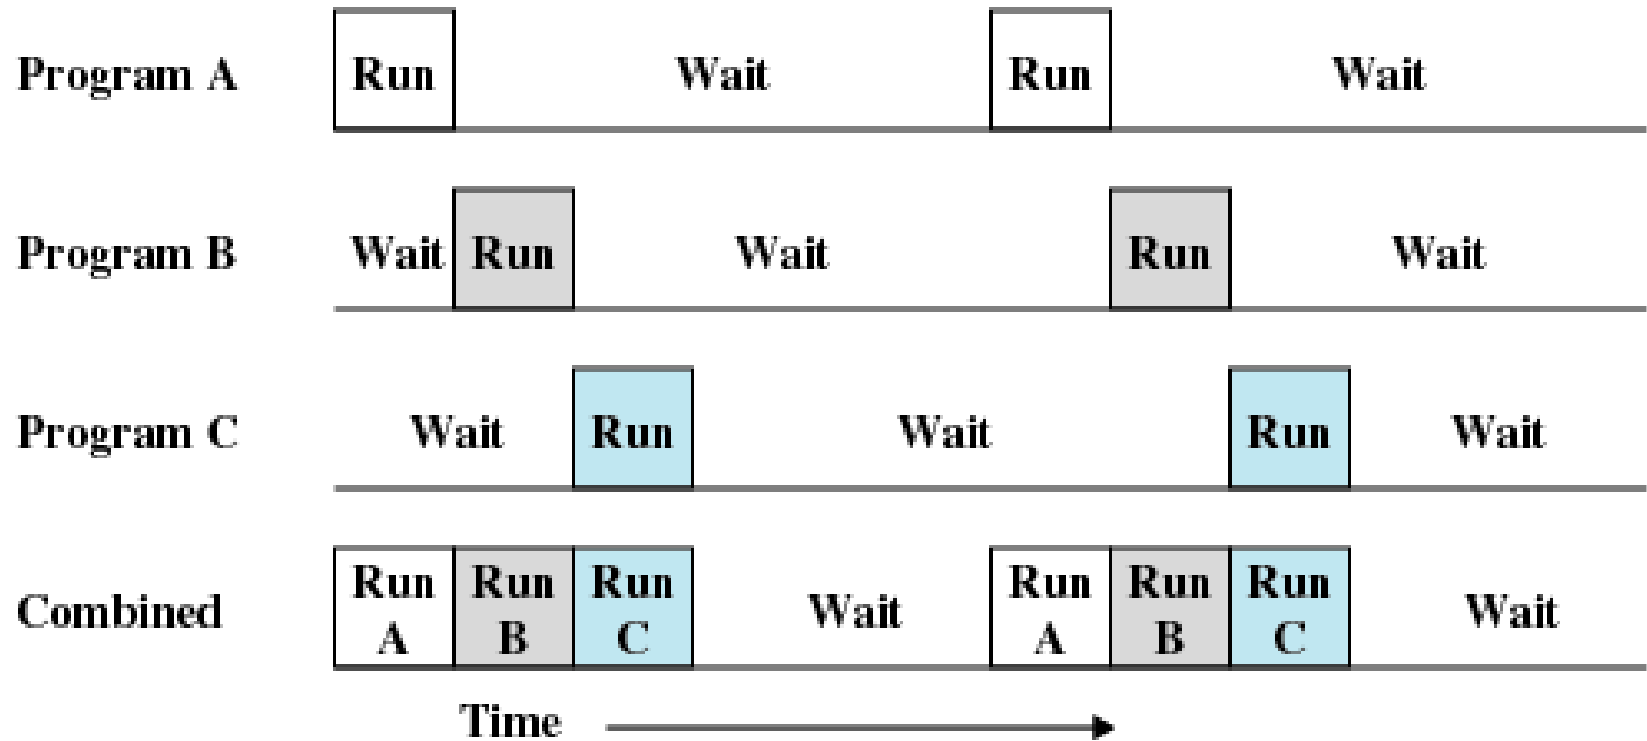 Program A Run Wait Run Wait
Program B Wait Run Wait Run Wait
Program C Wait Run Wait Run Wait
Combined Run A Run B Run C Wait Run A Run B Run C Wait
Time